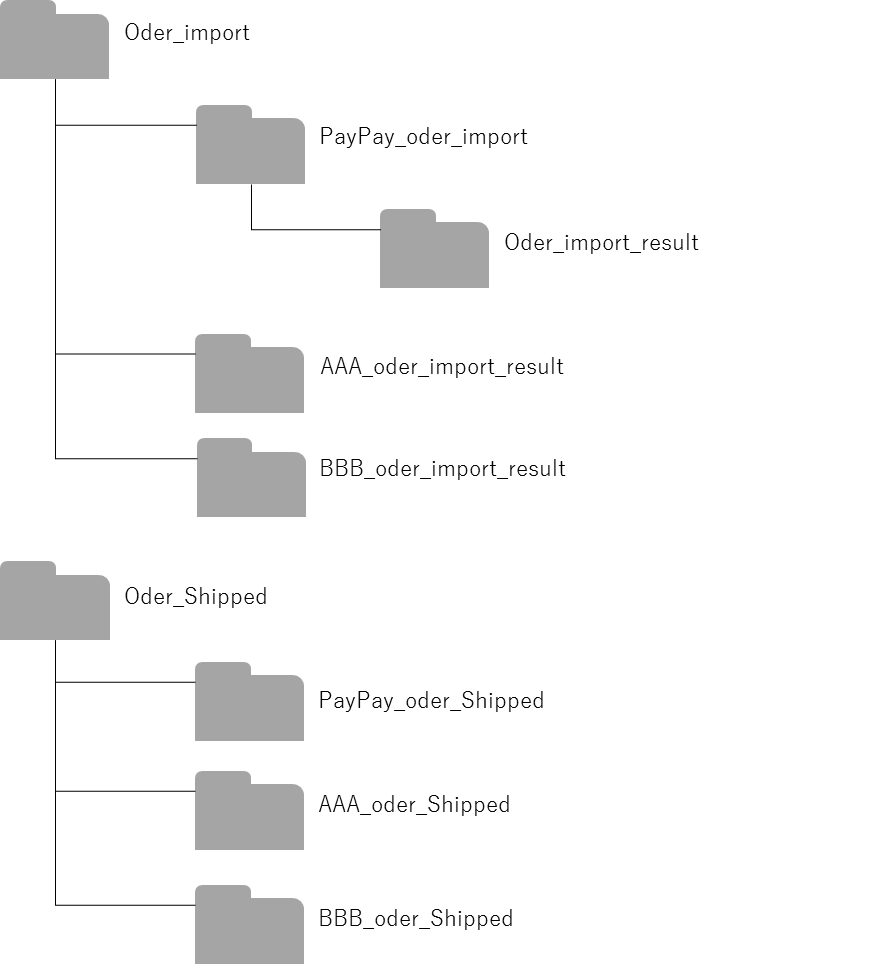 Oder_import
PayPay_oder_import
Oder_import_result
AAA_oder_import_result
BBB_oder_import_result
Oder_Shipped
PayPay_oder_Shipped
AAA_oder_Shipped
BBB_oder_Shipped